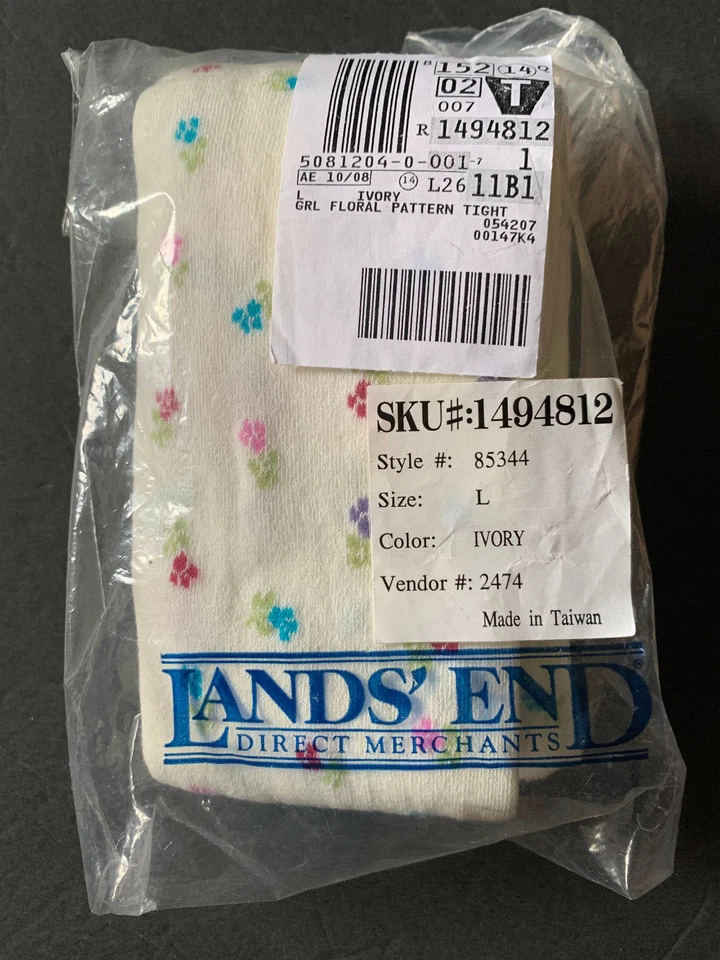 8 152 14 Q
02 T
007
R 1494812
5081204-0-001-7 1
AE 10/08 14 L26 11B1
L IVORY
GRL FLORAL PATTERN TIGHT
054207
00147K4
SKU#:1494812
Style #: 85344
Size: L
Color: IVORY
Vendor #: 2474
Made in Taiwan
LANDS' END®
DIRECT MERCHANTS